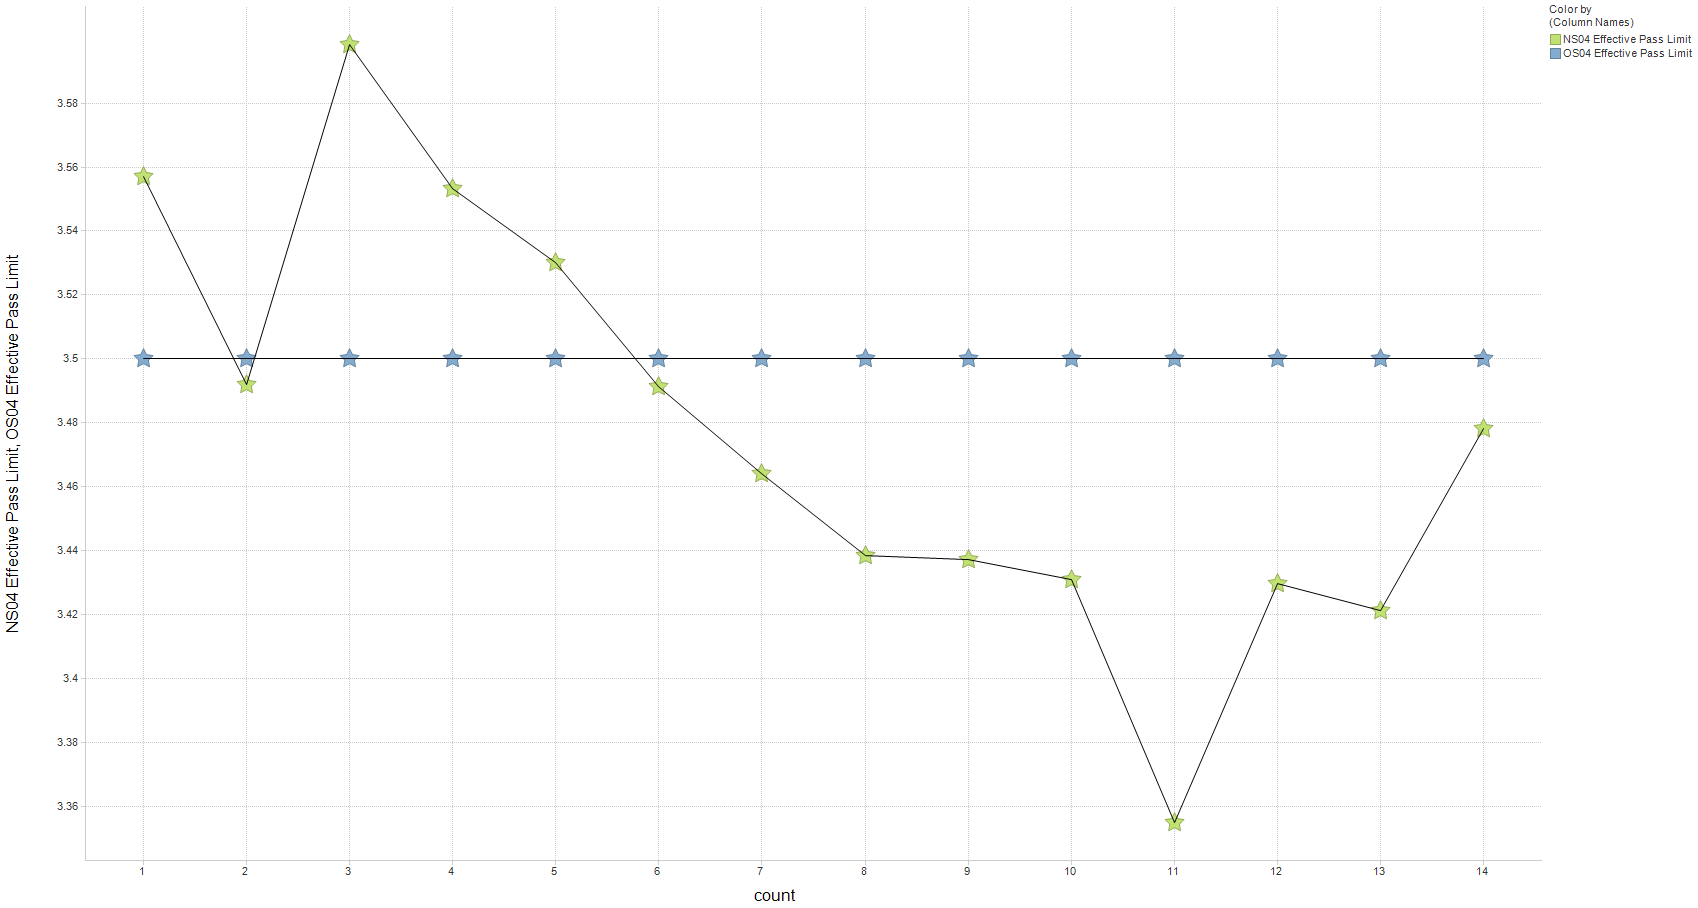 Color by
(Column Names)
NS04 Effective Pass Limit
OS04 Effective Pass Limit
NS04 Effective Pass Limit, OS04 Effective Pass Limit
3.58
3.56
3.54
3.52
3.5
3.48
3.46
3.44
3.42
3.4
3.38
3.36
1 2 3 4 5 6 7 8 9 10 11 12 13 14
count